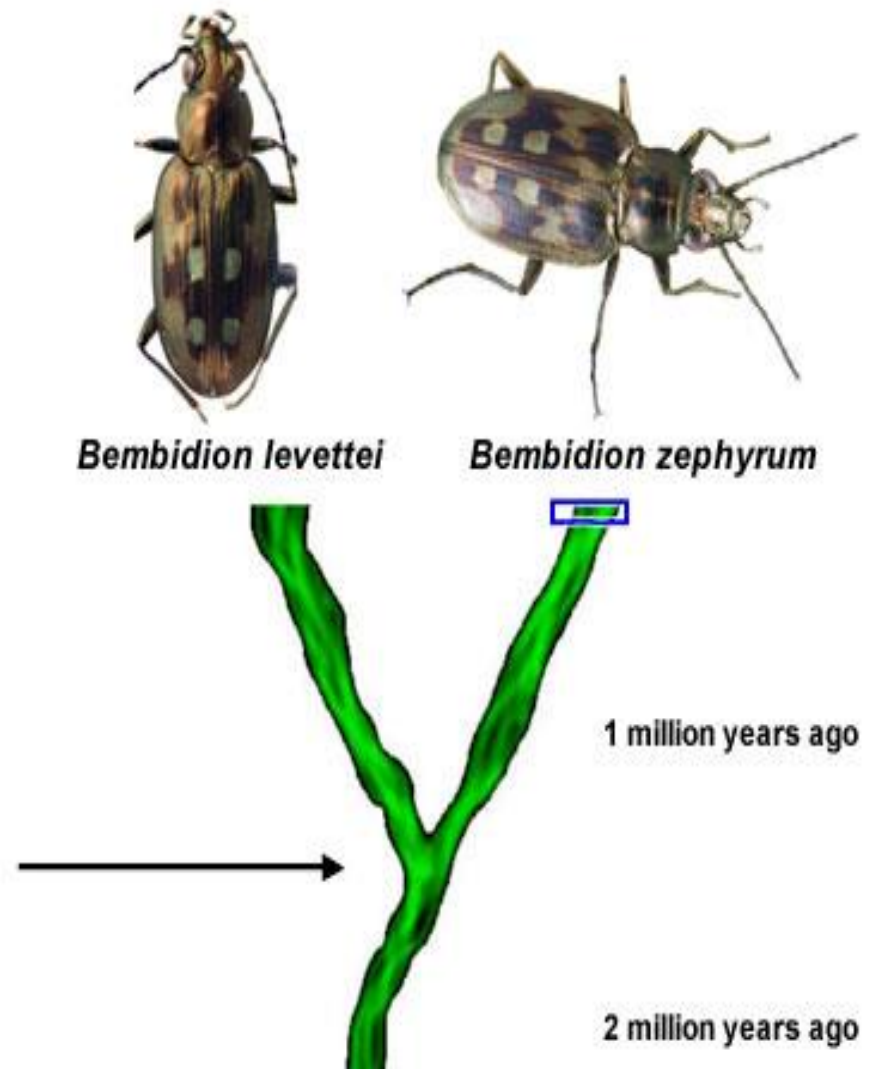 Bembidion levettei
Bembidion zephyrum
1 million years ago
2 million years ago